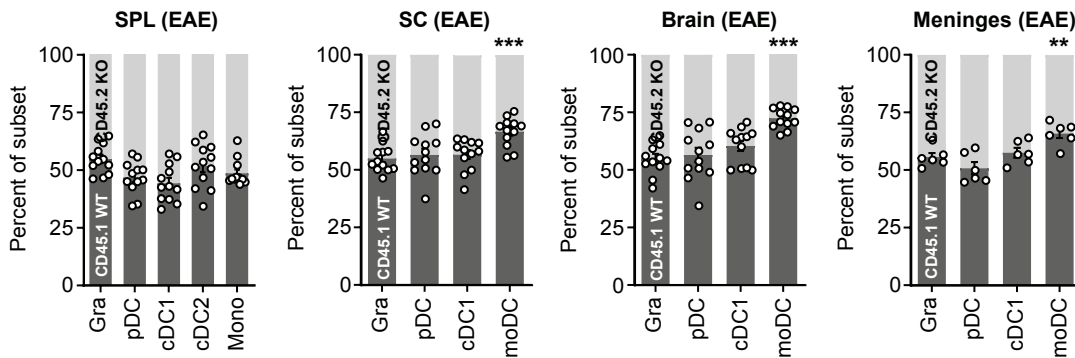 SPL (EAE)
Percent of subset
100
75
50
25
0
CD45.2 KO
CD45.1 WT
Gra
pDC
cDC1
cDC2
Mono
SC (EAE)
***
Percent of subset
100
75
50
25
0
CD45.2 KO
CD45.1 WT
Gra
pDC
cDC1
moDC
Brain (EAE)
***
Percent of subset
100
75
50
25
0
CD45.2 KO
CD45.1 WT
Gra
pDC
cDC1
moDC
Meninges (EAE)
**
Percent of subset
100
75
50
25
0
CD45.2 KO
CD45.1 WT
Gra
pDC
cDC1
moDC